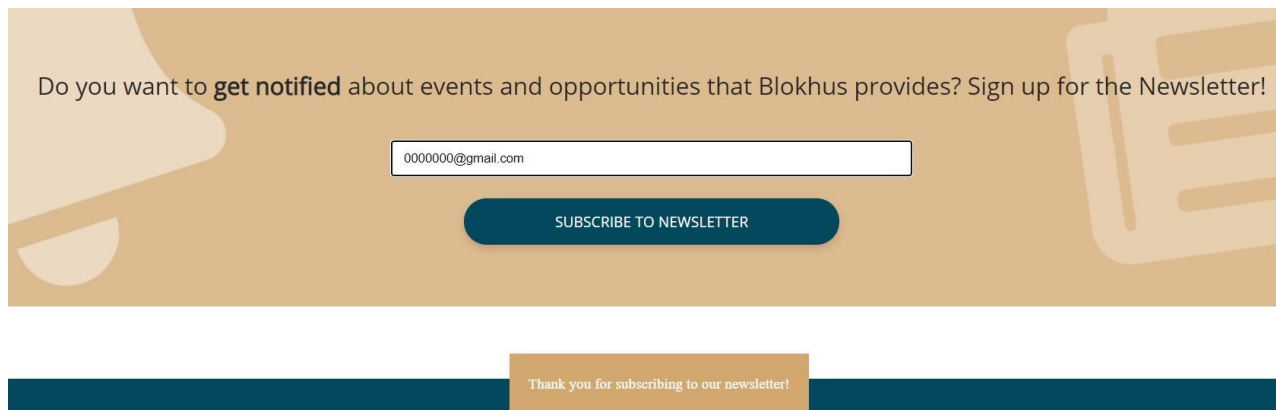 Do you want to get notified about events and opportunities that Blokhus provides? Sign up for the Newsletter!
0000000@gmail.com
SUBSCRIBE TO NEWSLETTER
Thank you for subscribing to our newsletter!